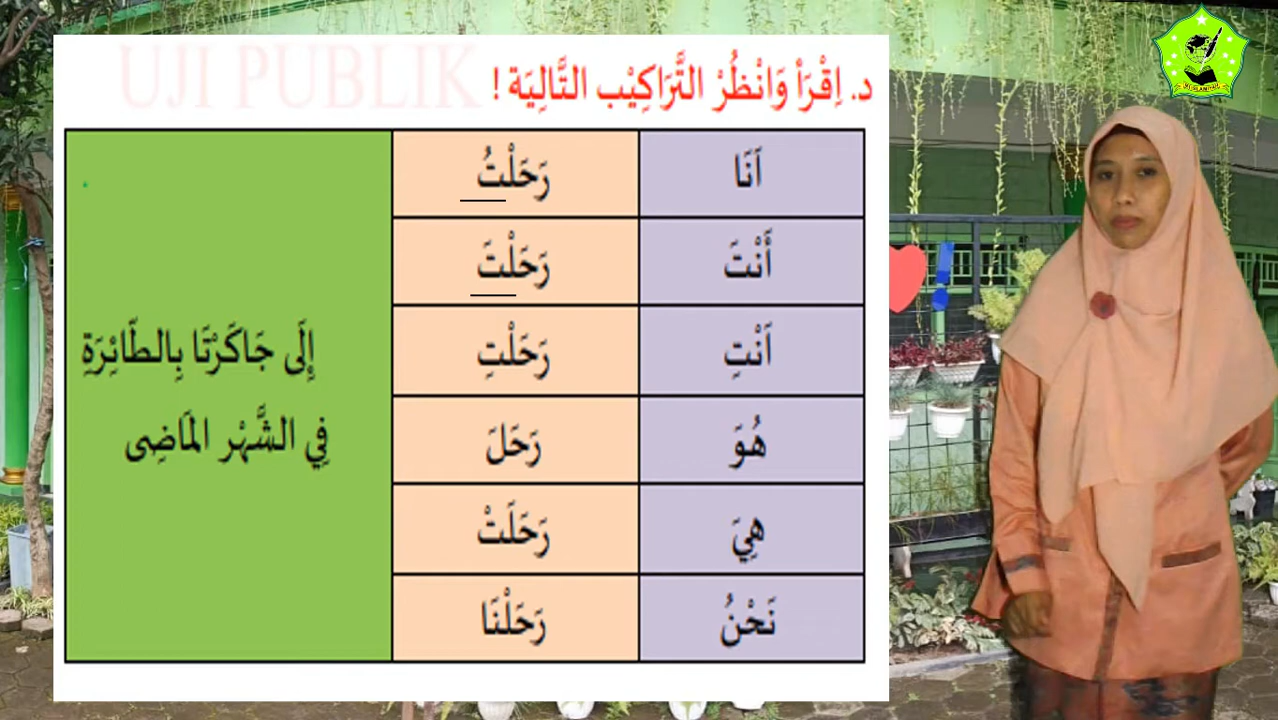 UJI PUBLIK
د. اِقْرَأْ وَانْظُرْ التَّرَاكِيْب التَّالِيَة !
اَنَا رَحَلْتُ
أَنْتَ رَحَلْتَ
اَنْتِ رَحَلْتِ
هُوَ رَحَلَ
هِيَ رَحَلَتْ
نَحْنُ رَحَلْنَا
إِلَى جَاكَرْتَا بِالطَّائِرَةِ
فِي الشَّهْر المَاضِى